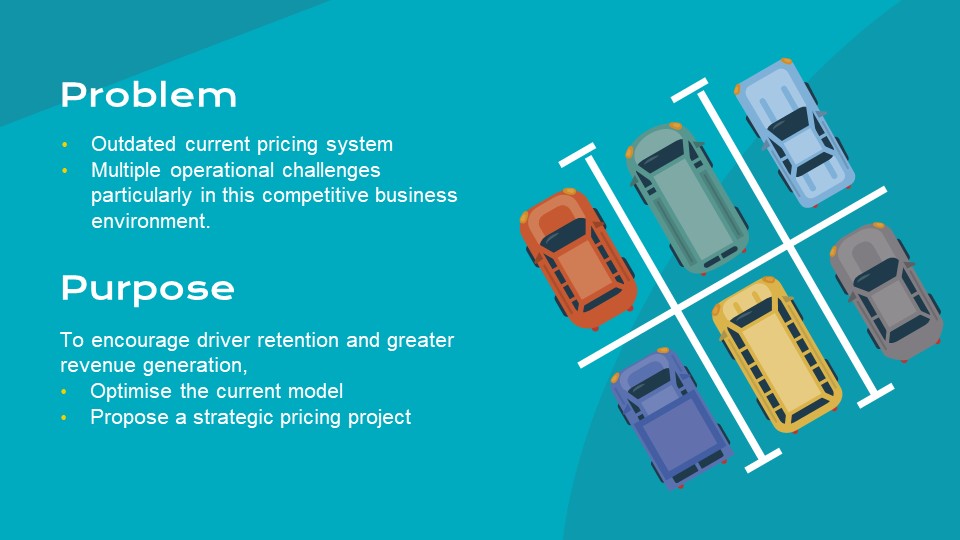 Problem
• Outdated current pricing system
• Multiple operational challenges
particularly in this competitive business
environment.
Purpose
To encourage driver retention and greater
revenue generation,
• Optimise the current model
• Propose a strategic pricing project